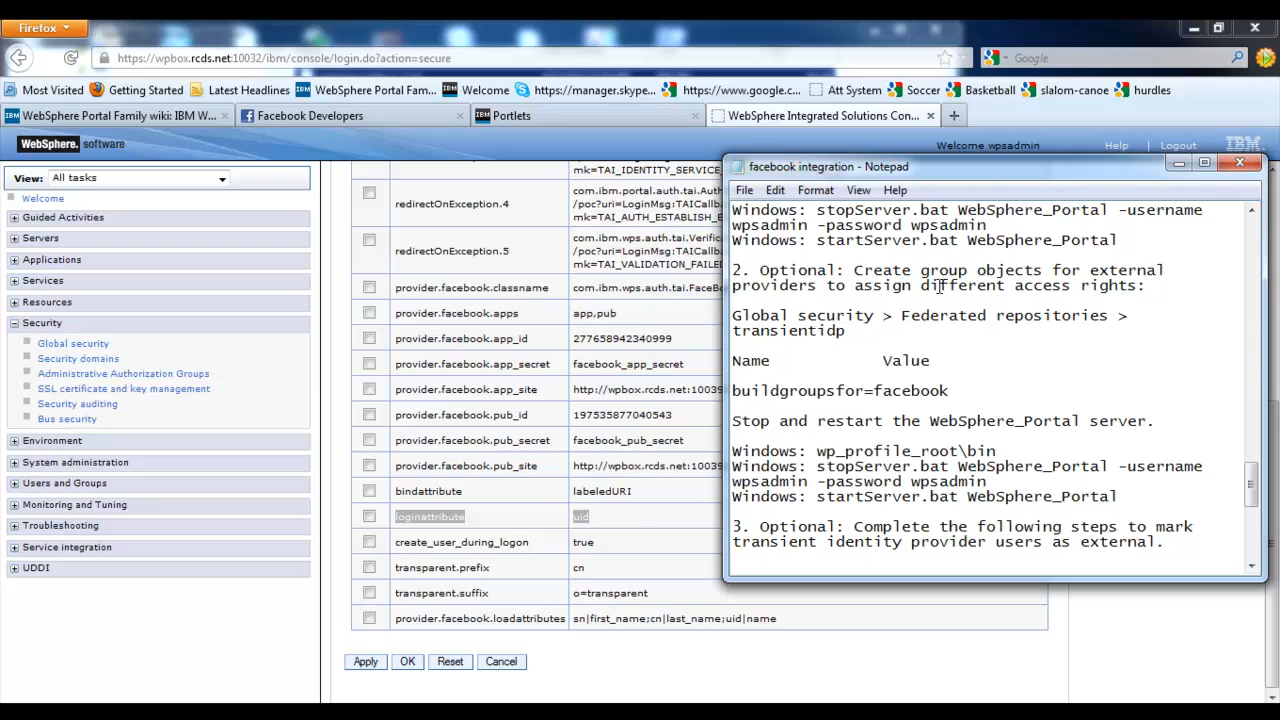 Firefox
https://wpbox.rcds.net:10032/ibm/console/login.do?action=secure
Google
Most Visited
Getting Started
Latest Headlines
WebSphere Portal Fam...
Welcome
https://manager.skype...
https://www.google.c...
Att System
Soccer
Basketball
slalom-canoe
hurdles
WebSphere Portal Family wiki: IBM W...
Facebook Developers
Portlets
WebSphere Integrated Solutions Con...
WebSphere. software
Welcome wpsadmin
Help
Logout
IBM
View: All tasks
Welcome
Guided Activities
Servers
Applications
Services
Resources
Security
Global security
Security domains
Administrative Authorization Groups
SSL certificate and key management
Security auditing
Bus security
Environment
System administration
Users and Groups
Monitoring and Tuning
Troubleshooting
Service integration
UDDI
mk=TAI_IDENTITY_SERVICE_
redirectOnException.4
com.ibm.portal.auth.tai.Aut
/poc?uri=LoginMsg:TAICallb
mk=TAI_AUTH_ESTABLISH_E
redirectOnException.5
com.ibm.wps.auth.tai.Verific
/poc?uri=LoginMsg:TAICallb
mk=TAI_VALIDATION_FAILED
provider.facebook.classname com.ibm.wps.auth.tai.FaceBo
provider.facebook.apps app,pub
provider.facebook.app_id 277658942340999
provider.facebook.app_secret facebook_app_secret
provider.facebook.app_site http://wpbox.rcds.net:10039
provider.facebook.pub_id 197535877040543
provider.facebook.pub_secret facebook_pub_secret
provider.facebook.pub_site http://wpbox.rcds.net:10039
bindattribute labeledURI
loginattribute uid
create_user_during_logon true
transparent.prefix cn
transparent.suffix o=transparent
provider.facebook.loadattributes sn|first_name;cn|last_name;uid|name
Apply
OK
Reset
Cancel
facebook integration - Notepad
File Edit Format View Help
Windows: stopServer.bat WebSphere_Portal -username
wpsadmin -password wpsadmin
Windows: startServer.bat WebSphere_Portal
2. Optional: Create group objects for external
providers to assign different access rights:
Global security > Federated repositories >
transientidp
Name Value
buildgroupsfor=facebook
Stop and restart the WebSphere_Portal server.
Windows: wp_profile_root\bin
Windows: stopServer.bat WebSphere_Portal -username
wpsadmin -password wpsadmin
Windows: startServer.bat WebSphere_Portal
3. Optional: Complete the following steps to mark
transient identity provider users as external.